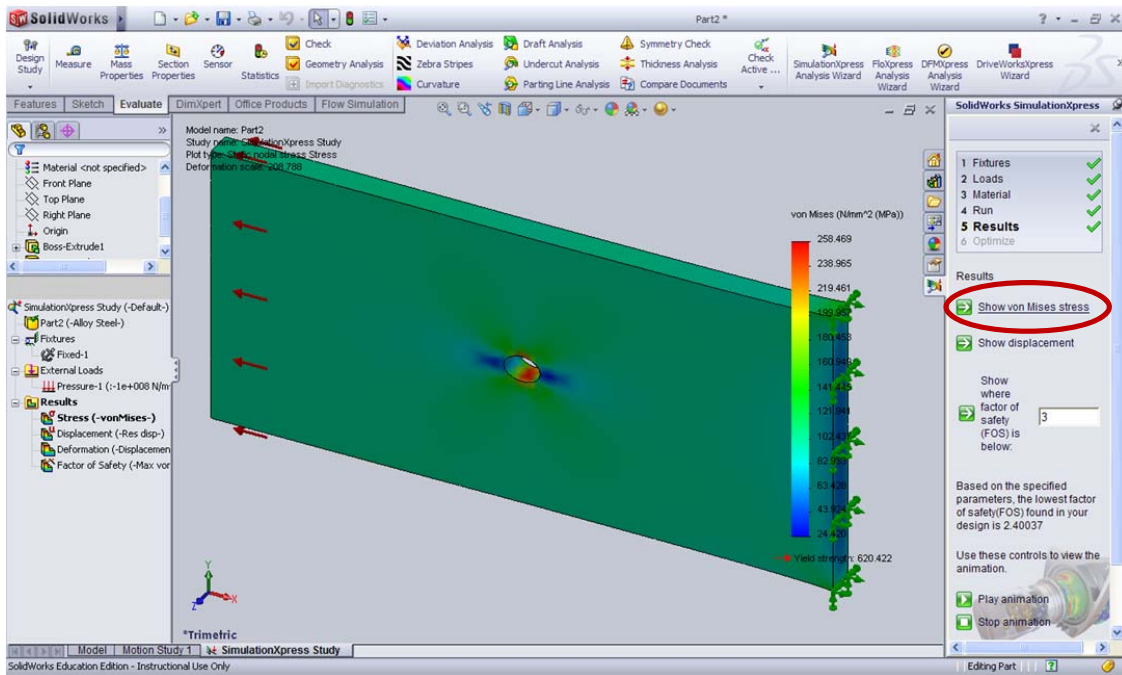 SolidWorks
Part2 *
Design Study
Measure
Mass Properties
Section Properties
Sensor
Statistics
Check
Geometry Analysis
Import Diagnostics
Deviation Analysis
Zebra Stripes
Curvature
Draft Analysis
Undercut Analysis
Parting Line Analysis
Symmetry Check
Thickness Analysis
Compare Documents
Check Active ...
SimulationXpress Analysis Wizard
FloXpress Analysis Wizard
DFMXpress Analysis Wizard
DriveWorksXpress Wizard
Features
Sketch
Evaluate
DimXpert
Office Products
Flow Simulation
SolidWorks SimulationXpress
Material <not specified>
Front Plane
Top Plane
Right Plane
Origin
Boss-Extrude1
SimulationXpress Study (-Default-)
Part2 (-Alloy Steel-)
Fixtures
Fixed-1
External Loads
Pressure-1 (:-1e+008 N/m
Results
Stress (-vonMises-)
Displacement (-Res disp-)
Deformation (-Displacemen
Factor of Safety (-Max vor
Model name: Part2
Study name: SimulationXpress Study
Plot type: Static nodal stress Stress
Deformation scale: 208.788
von Mises (N/mm^2 (MPa))
258.469
238.965
219.461
199.957
180.453
160.949
141.445
121.941
102.437
82.933
63.428
43.924
24.420
Yield strength: 620.422
Y
X
Z
*Trimetric
1 Fixtures
2 Loads
3 Material
4 Run
5 Results
6 Optimize
Results
Show von Mises stress
Show displacement
Show
where
factor of
safety
(FOS) is
below:
3
Based on the specified
parameters, the lowest factor
of safety(FOS) found in your
design is 2.40037
Use these controls to view the
animation.
Play animation
Stop animation
Model
Motion Study 1
SimulationXpress Study
SolidWorks Education Edition - Instructional Use Only
Editing Part